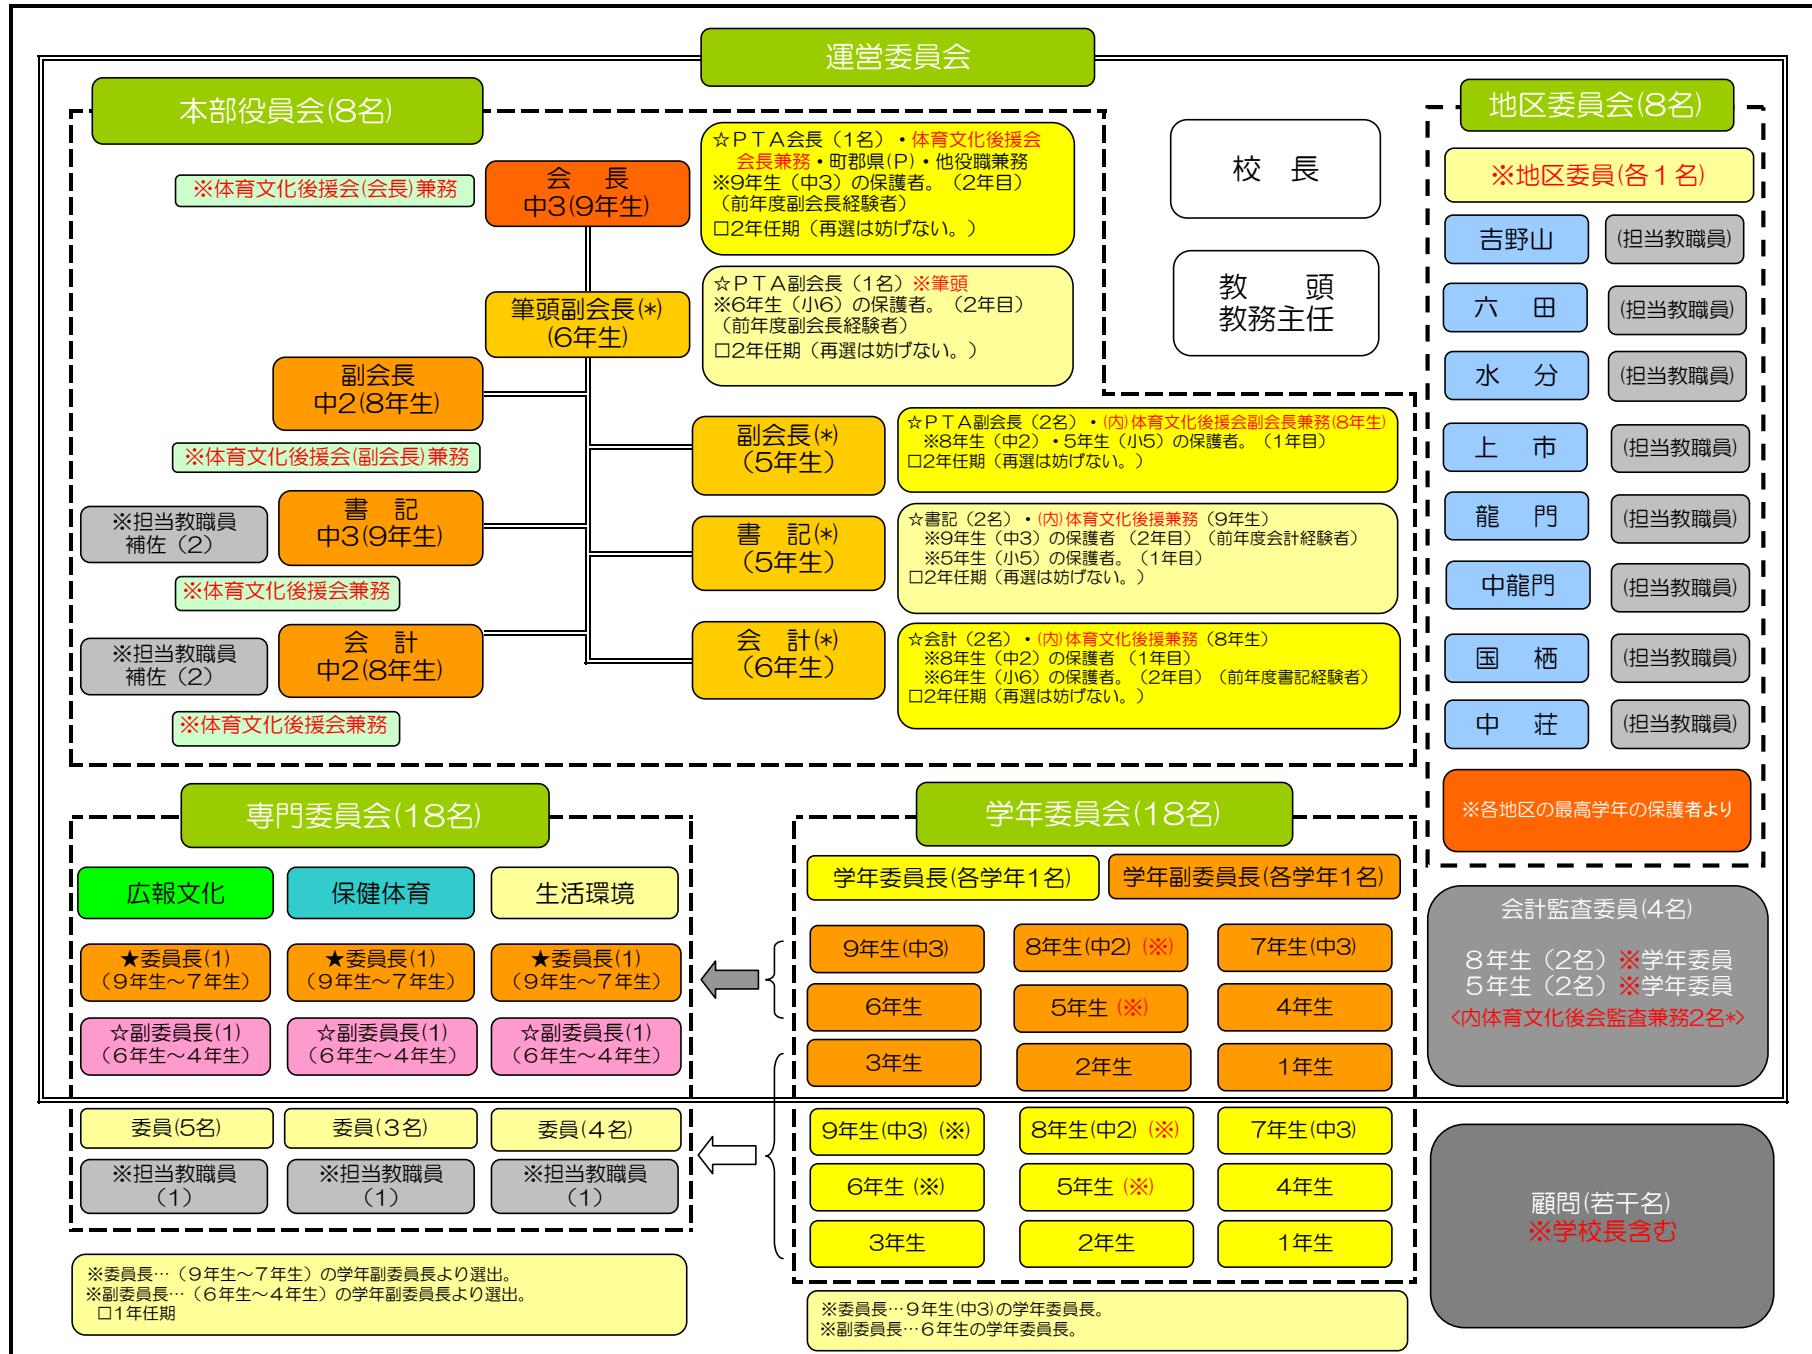 運営委員会
本部役員会(8名)
※体育文化後援会(会長)兼務
会　長
中3(9年生)
☆ＰＴＡ会長（1名）・体育文化後援会
会長兼務・町郡県(P)・他役職兼務
※9年生（中3）の保護者。（2年目）
（前年度副会長経験者）
□2年任期（再選は妨げない。）
筆頭副会長(*)
(6年生)
☆ＰＴＡ副会長（1名）※筆頭
※6年生（小6）の保護者。（2年目）
（前年度副会長経験者）
□2年任期（再選は妨げない。）
副会長
中2(8年生)
※体育文化後援会(副会長)兼務
副会長(*)
（5年生）
☆ＰＴＡ副会長（2名）・(内)体育文化後援会副会長兼務(8年生)
※8年生（中2）・5年生（小5）の保護者。（1年目）
□2年任期（再選は妨げない。）
※担当教職員
補佐（2）
書　記
中3(9年生)
※体育文化後援会兼務
書　記(*)
（5年生）
☆書記（2名）・(内)体育文化後援兼務（9年生）
※9年生（中3）の保護者（2年目）（前年度会計経験者）
※5年生（小5）の保護者。（1年目）
□2年任期（再選は妨げない。）
※担当教職員
補佐（2）
会　計
中2(8年生)
※体育文化後援会兼務
会　計(*)
（6年生）
☆会計（2名）・(内)体育文化後援兼務（8年生）
※8年生（中2）の保護者（1年目）
※6年生（小6）の保護者。（2年目）（前年度書記経験者）
□2年任期（再選は妨げない。）
校　長
教　　頭
教務主任
地区委員会(8名)
※地区委員(各１名)
吉野山
(担当教職員)
六　田
(担当教職員)
水　分
(担当教職員)
上　市
(担当教職員)
龍　門
(担当教職員)
中龍門
(担当教職員)
国　栖
(担当教職員)
中　荘
(担当教職員)
※各地区の最高学年の保護者より
専門委員会(18名)
広報文化
保健体育
生活環境
★委員長(1)
（9年生～7年生）
★委員長(1)
（9年生～7年生）
★委員長(1)
（9年生～7年生）
☆副委員長(1)
（6年生～4年生）
☆副委員長(1)
（6年生～4年生）
☆副委員長(1)
（6年生～4年生）
委員(5名)
委員(３名)
委員(４名)
※担当教職員
（1）
※担当教職員
（1）
※担当教職員
（1）
※委員長…（９年生～７年生）の学年副委員長より選出。
※副委員長…（６年生～４年生）の学年副委員長より選出。
□1年任期
学年委員会(18名)
学年委員長(各学年1名)
学年副委員長(各学年1名)
9年生(中3)
8年生(中2) (※)
7年生(中3)
6年生
5年生 (※)
4年生
3年生
2年生
1年生
9年生(中3) (※)
8年生(中2) (※)
7年生(中3)
6年生 (※)
5年生 (※)
4年生
3年生
2年生
1年生
※委員長…９年生(中3)の学年委員長。
※副委員長…６年生の学年委員長。
会計監査委員(4名)
８年生（2名）※学年委員
５年生（2名）※学年委員
<内体育文化後会監査兼務2名*>
顧問(若干名)
※学校長含む